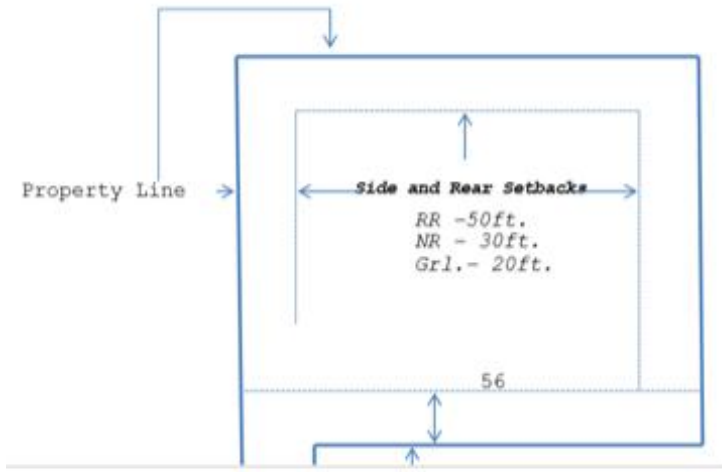 Property Line
Side and Rear Setbacks
RR -50ft.
NR - 30ft.
Grl.- 20ft.
56